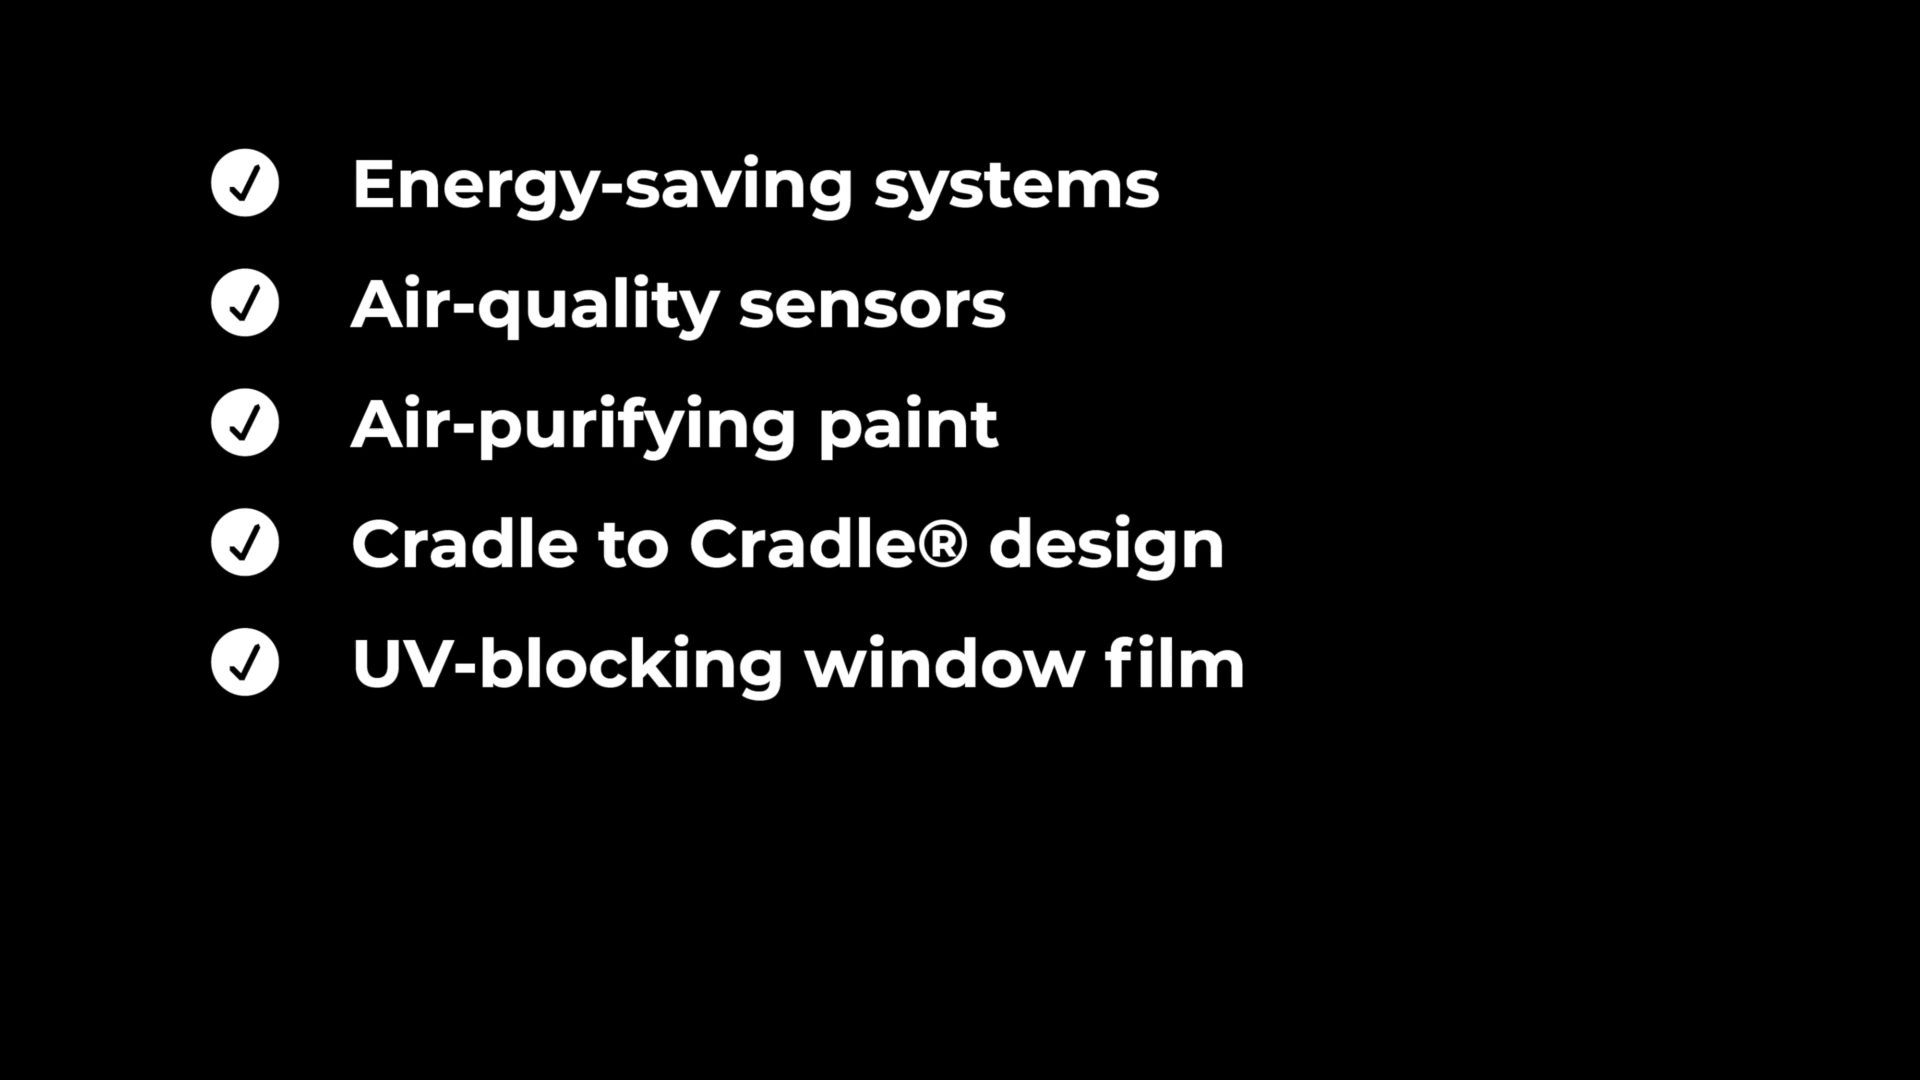 Energy-saving systems
Air-quality sensors
Air-purifying paint
Cradle to Cradle® design
UV-blocking window film